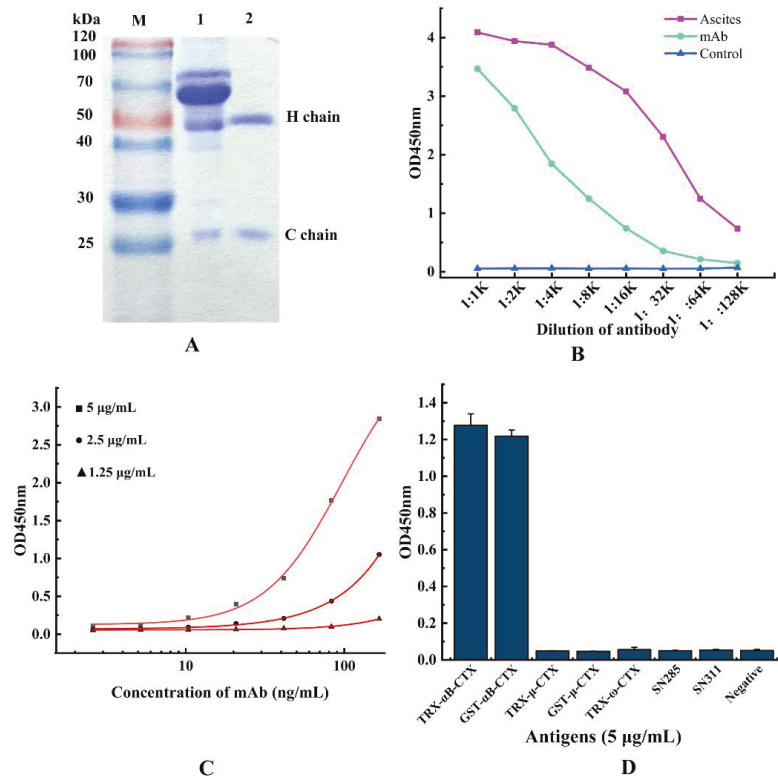 kDa M 1 2
120
100
70
50
40
30
25
H chain
C chain
A
Ascites
mAb
Control
OD450nm
4
3
2
1
0
1:1K
1:2K
1:4K
1:8K
1:16K
1: 32K
1: :64K
1: :128K
Dilution of antibody
B
5 μg/mL
2.5 μg/mL
1.25 μg/mL
OD450nm
3.0
2.5
2.0
1.5
1.0
0.5
0.0
10 100
Concentration of mAb (ng/mL)
C
OD450nm
1.4
1.2
1.0
0.8
0.6
0.4
0.2
0.0
TRX-αB-CTX
GST-αB-CTX
TRX-μ-CTX
GST-μ-CTX
TRX-ω-CTX
SN285
SN311
Negative
Antigens (5 μg/mL)
D